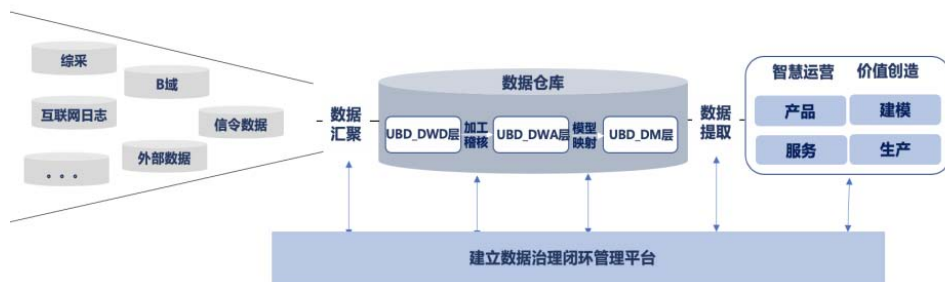 综采
B域
互联网日志
信令数据
外部数据
。。。
数据
汇聚
数据仓库
UBD_DWD层
加工
稽核
UBD_DWA层
模型
映射
UBD_DM层
数据
提取
智慧运营 价值创造
产品 建模
服务 生产
建立数据治理闭环管理平台